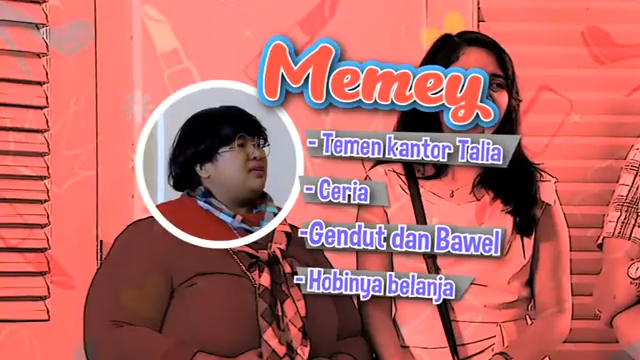 Memey
- Temen kantor Talia
- Ceria
-Gendut dan Bawel
- Hobinya belanja